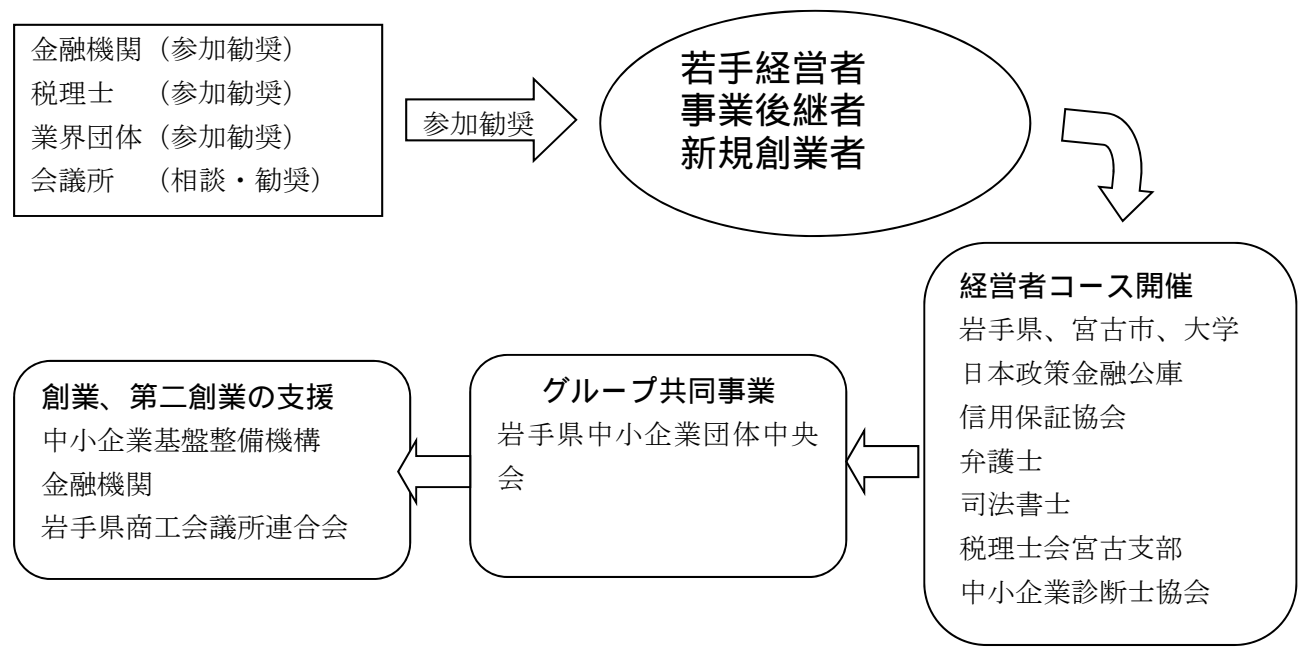 金融機関（参加勧奨）
税理士　（参加勧奨）
業界団体（参加勧奨）
会議所　（相談・勧奨）
参加勧奨
若手経営者
事業後継者
新規創業者
経営者コース開催
岩手県、宮古市、大学
日本政策金融公庫
信用保証協会
弁護士
司法書士
税理士会宮古支部
中小企業診断士協会
グループ共同事業
岩手県中小企業団体中央
会
創業、第二創業の支援
中小企業基盤整備機構
金融機関
岩手県商工会議所連合会